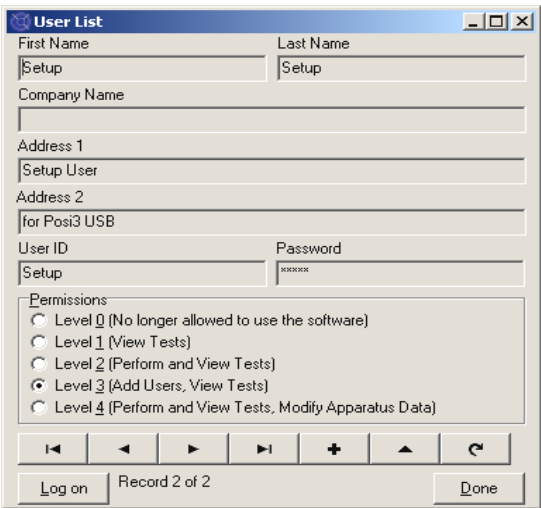 User List
First Name Last Name
Setup Setup
Company Name
Address 1
Setup User
Address 2
for Posi3 USB
User ID Password
Setup *****
Permissions
Level 0 (No longer allowed to use the software)
Level 1 (View Tests)
Level 2 (Perform and View Tests)
Level 3 (Add Users, View Tests)
Level 4 (Perform and View Tests, Modify Apparatus Data)
Log on Record 2 of 2 Done